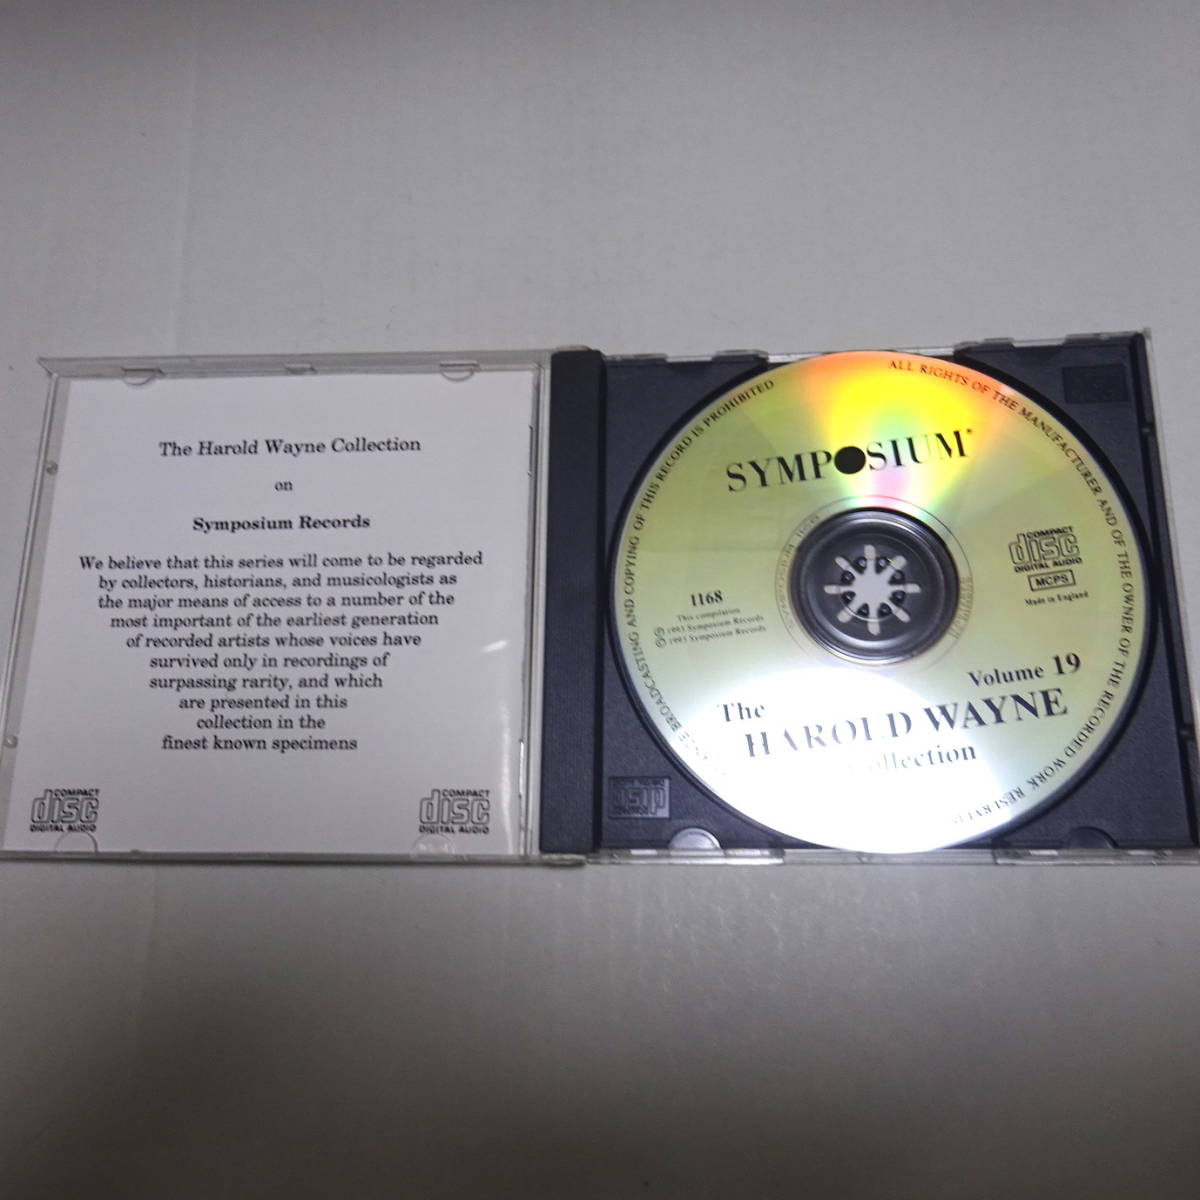 The Harold Wayne Collection
on
Symposium Records
We believe that this series will come to be regarded
by collectors, historians, and musicologists as
the major means of access to a number of the
most important of the earliest generation
of recorded artists whose voices have
survived only in recordings of
surpassing rarity, and which
are presented in this
collection in the
finest known specimens
COMPACT
disc
DIGITAL AUDIO
COMPACT
disc
DIGITAL AUDIO
BROADCASTING AND COPYING OF THIS RECORD IS PROHIBITED
ALL RIGHTS OF THE MANUFACTURER AND OF THE OWNER OF THE RECORDED WORK RESERVED
SYMPOSIUM
COMPACT
disc
DIGITAL AUDIO
MCPS
Made in England
1168
This compilation
℗ 1993 Symposium Records
© 1993 Symposium Records
Volume 19
The
HAROLD WAYNE
Collection